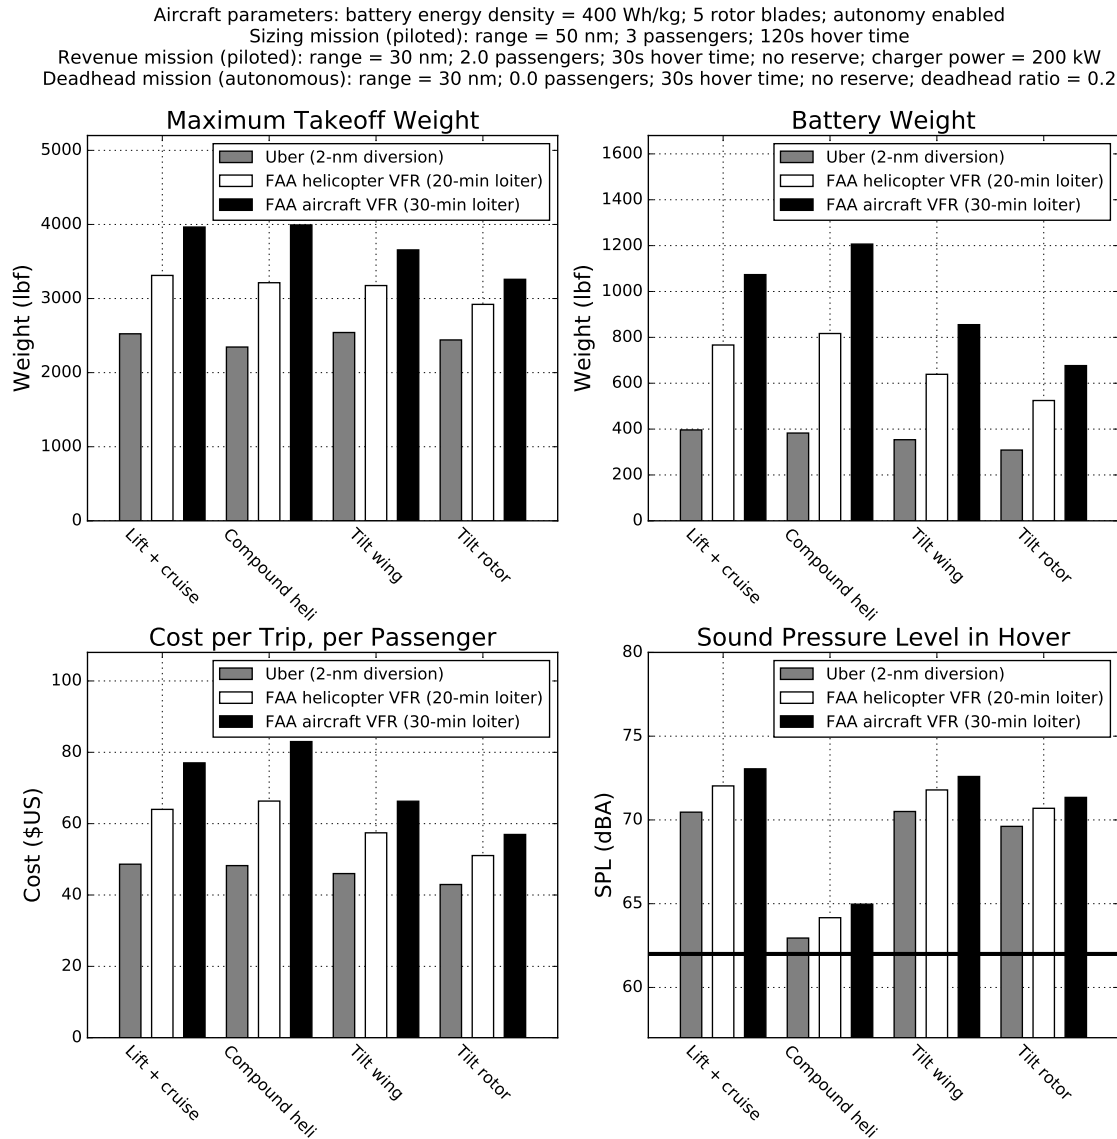 Aircraft parameters: battery energy density = 400 Wh/kg; 5 rotor blades; autonomy enabled
Sizing mission (piloted): range = 50 nm; 3 passengers; 120s hover time
Revenue mission (piloted): range = 30 nm; 2.0 passengers; 30s hover time; no reserve; charger power = 200 kW
Deadhead mission (autonomous): range = 30 nm; 0.0 passengers; 30s hover time; no reserve; deadhead ratio = 0.2
Maximum Takeoff Weight
Uber (2-nm diversion)
FAA helicopter VFR (20-min loiter)
FAA aircraft VFR (30-min loiter)
Weight (lbf)
5000
4000
3000
2000
1000
0
Lift + cruise
Compound heli
Tilt wing
Tilt rotor
Battery Weight
Uber (2-nm diversion)
FAA helicopter VFR (20-min loiter)
FAA aircraft VFR (30-min loiter)
Weight (lbf)
1600
1400
1200
1000
800
600
400
200
0
Lift + cruise
Compound heli
Tilt wing
Tilt rotor
Cost per Trip, per Passenger
Uber (2-nm diversion)
FAA helicopter VFR (20-min loiter)
FAA aircraft VFR (30-min loiter)
Cost ($US)
100
80
60
40
20
0
Lift + cruise
Compound heli
Tilt wing
Tilt rotor
Sound Pressure Level in Hover
Uber (2-nm diversion)
FAA helicopter VFR (20-min loiter)
FAA aircraft VFR (30-min loiter)
SPL (dBA)
80
75
70
65
60
Lift + cruise
Compound heli
Tilt wing
Tilt rotor